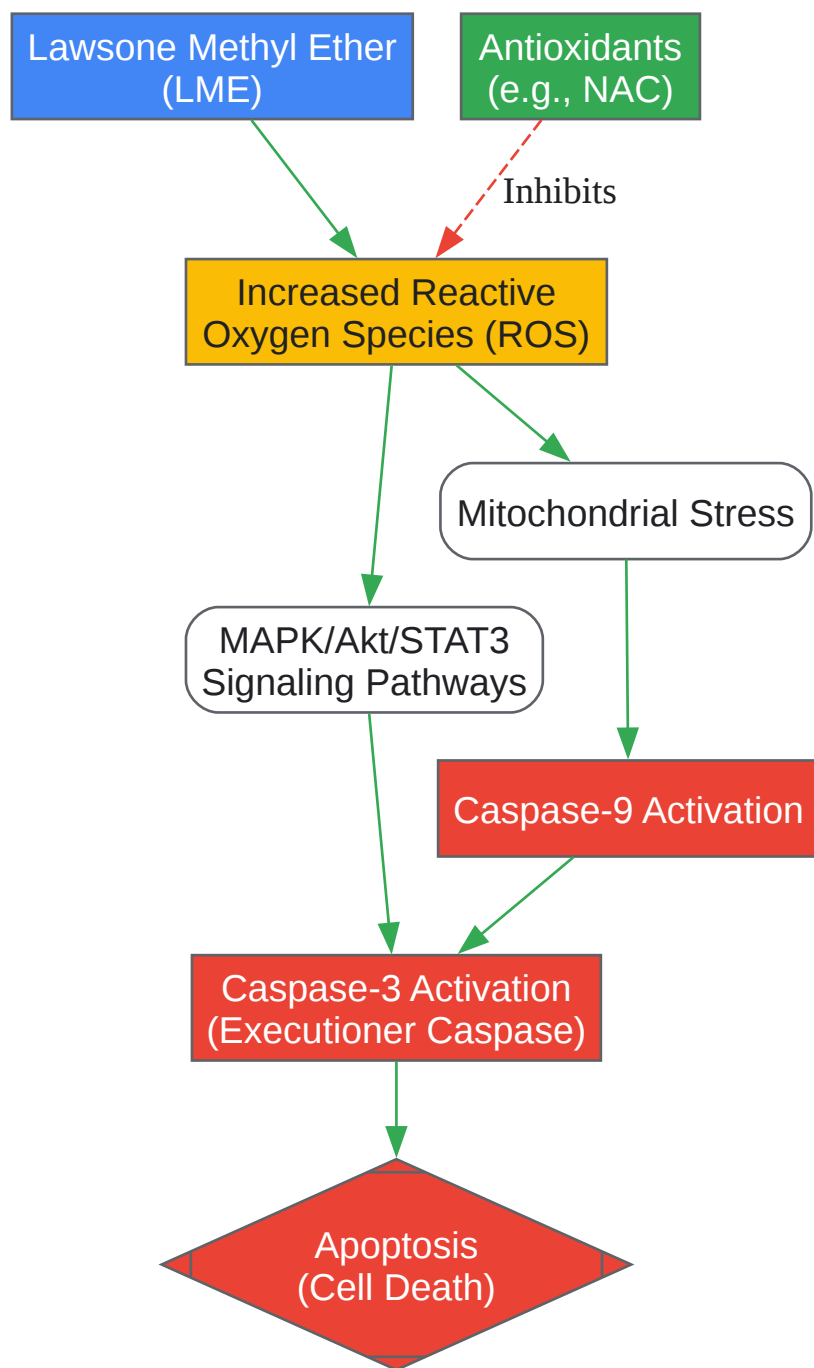 Lawsone Methyl Ether
(LME)
Antioxidants
(e.g., NAC)
Inhibits
Increased Reactive
Oxygen Species (ROS)
Mitochondrial Stress
MAPK/Akt/STAT3
Signaling Pathways
Caspase-9 Activation
Caspase-3 Activation
(Executioner Caspase)
Apoptosis
(Cell Death)